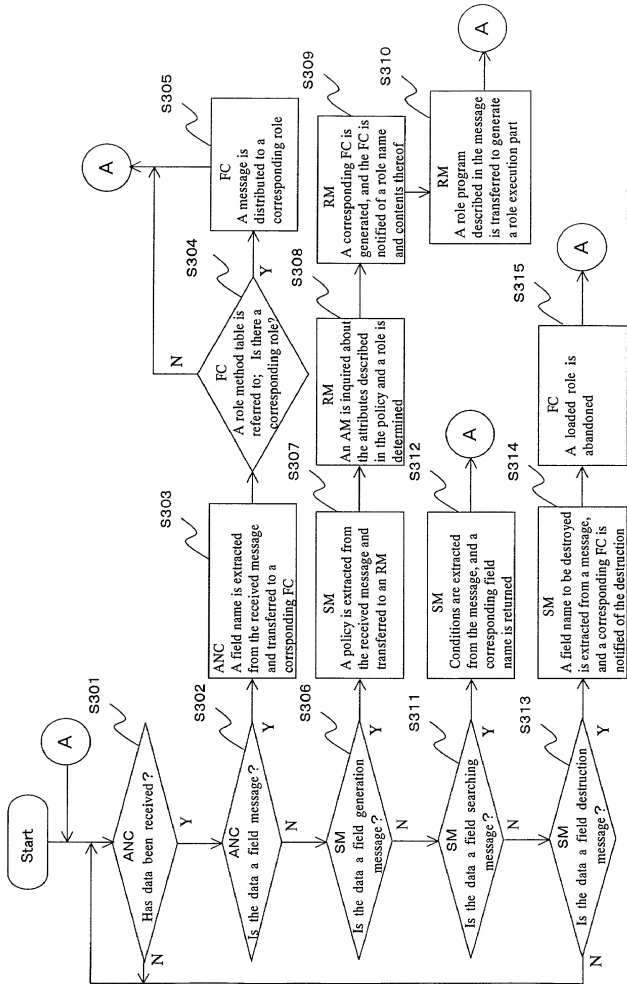 Start
A
S301
ANC
Has data been received?
N
Y
S302
ANC
Is the data a field message?
Y
N
S303
ANC
A field name is extracted
from the received message
and transferred to a
corrsponding FC
S304
FC
A role method table is
referred to; Is there a
corresponding role?
N
Y
S305
FC
A message is
distributed to a
corresponding role
A
S306
SM
Is the data a field generation
message?
Y
N
S307
SM
A policy is extracted from
the received message and
transferred to an RM
S308
RM
An AM is inquired about
the attributes described
in the policy and a role is
determined
S309
RM
A corresponding FC is
generated, and the FC is
notified of a role name
and contents thereof
S310
RM
A role program
described in the message
is transferred to generate
a role execution part
A
S311
SM
Is the data a field searching
message?
Y
N
S312
SM
Conditions are extracted
from the message, and a
corresponding field
name is returned
A
S313
SM
Is the data a field destruction
message?
Y
N
S314
SM
A field name to be destroyed
is extracted from a message,
and a corresponding FC is
notified of the destruction
S315
FC
A loaded role is
abandoned
A